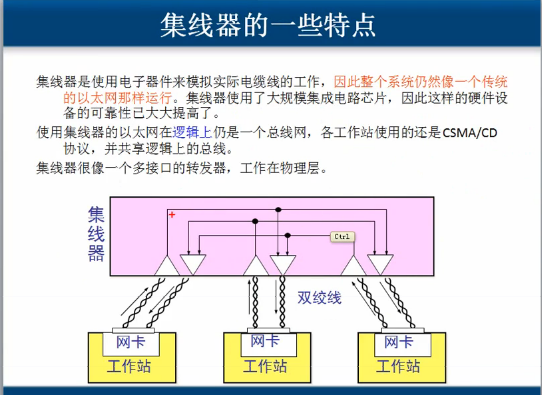 集线器的一些特点
集线器是使用电子器件来模拟实际电缆线的工作，因此整个系统仍然像一个传统
的以太网那样运行。集线器使用了大规模集成电路芯片，因此这样的硬件设
备的可靠性已大大提高了。
使用集线器的以太网在逻辑上仍是一个总线网，各工作站使用的还是CSMA/CD
协议，并共享逻辑上的总线。
集线器很像一个多接口的转发器，工作在物理层。
集线器
Ctrl
双绞线
网卡 网卡 网卡
工作站 工作站 工作站